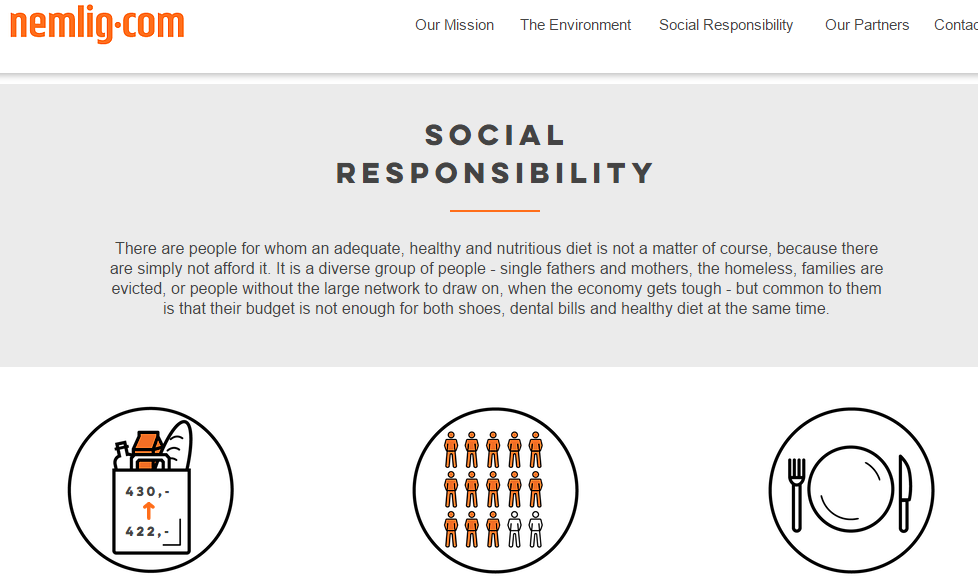 nemlig.com
Our Mission The Environment Social Responsibility Our Partners Contac
SOCIAL
RESPONSIBILITY
There are people for whom an adequate, healthy and nutritious diet is not a matter of course, because there
are simply not afford it. It is a diverse group of people - single fathers and mothers, the homeless, families are
evicted, or people without the large network to draw on, when the economy gets tough - but common to them
is that their budget is not enough for both shoes, dental bills and healthy diet at the same time.
430,-
422,-